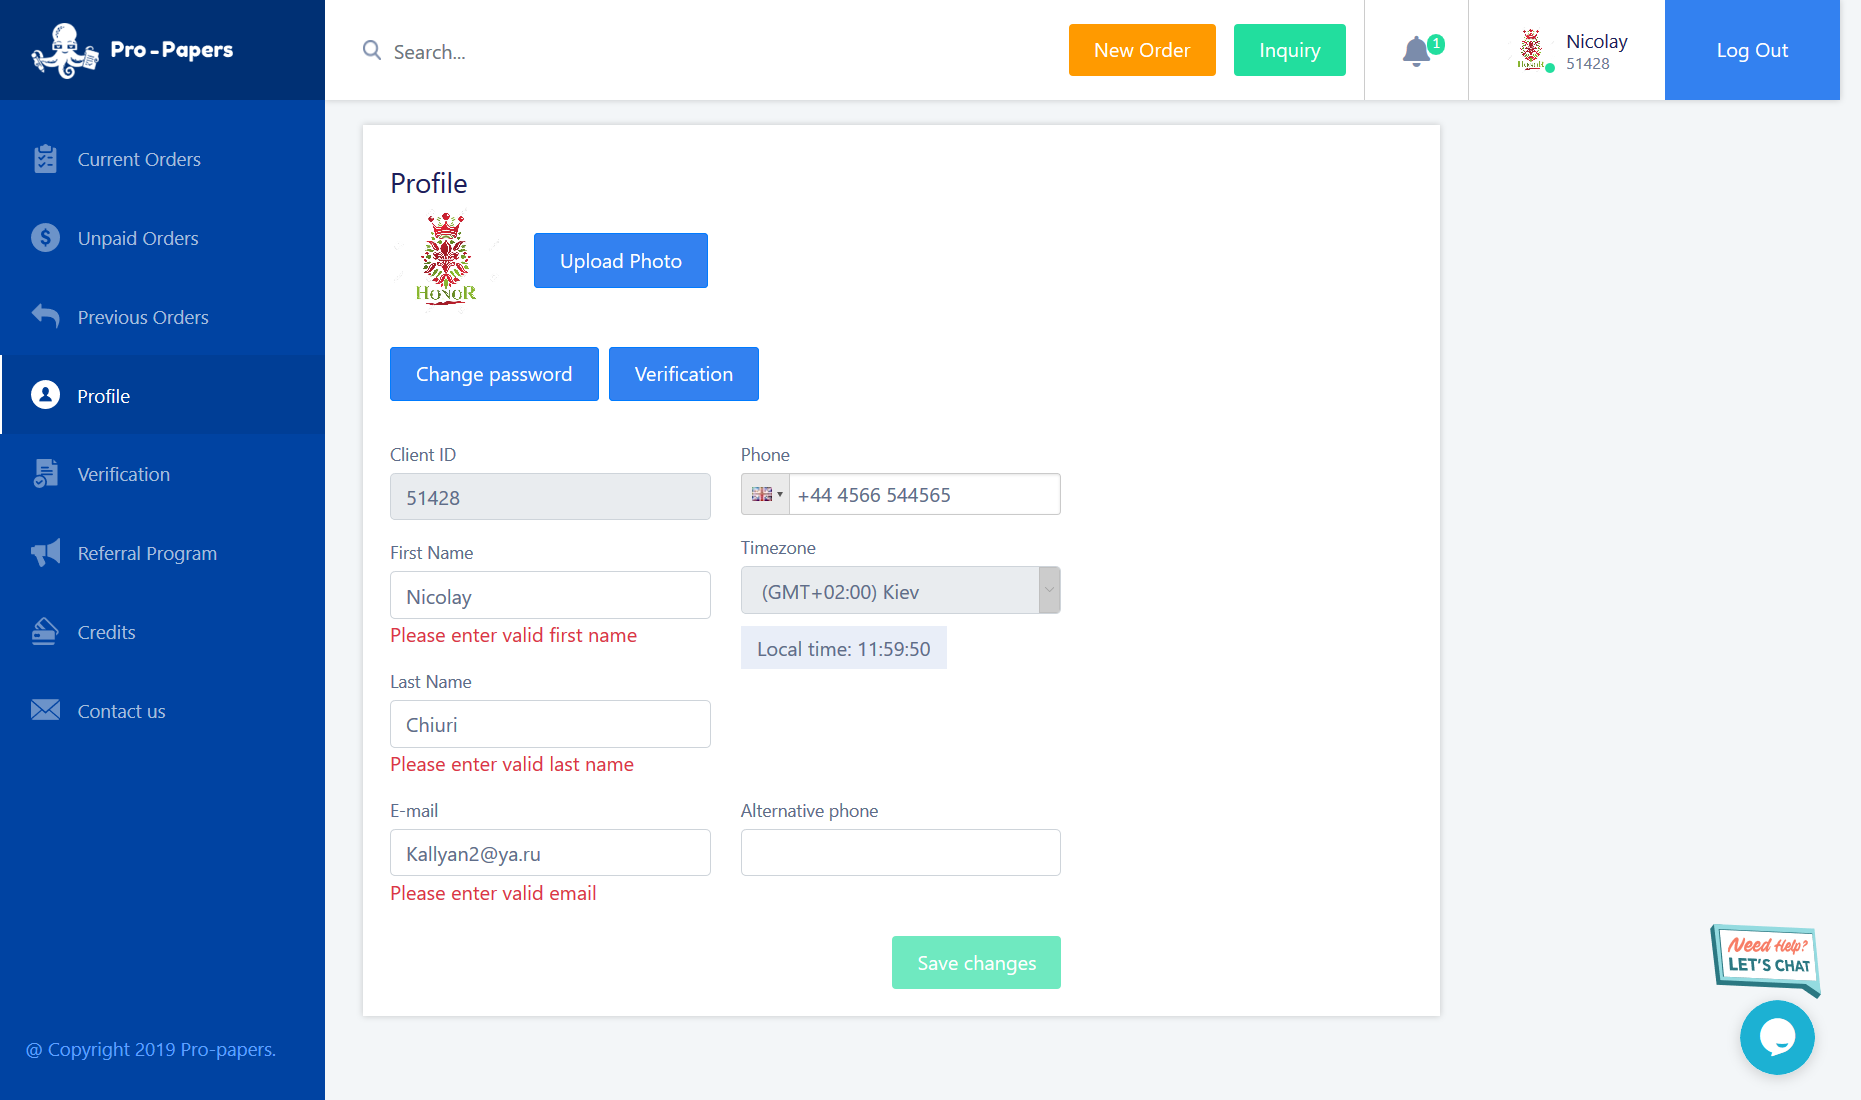 Pro-Papers
Search...
New Order
Inquiry
1
HONOR
Nicolay
51428
Log Out
Current Orders
Unpaid Orders
Previous Orders
Profile
Verification
Referral Program
Credits
Contact us
@ Copyright 2019 Pro-papers.
Profile
HONOR
Upload Photo
Change password
Verification
Client ID
51428
Phone
+44 4566 544565
First Name
Nicolay
Please enter valid first name
Timezone
(GMT+02:00) Kiev
Local time: 11:59:50
Last Name
Chiuri
Please enter valid last name
E-mail
Kallyan2@ya.ru
Please enter valid email
Alternative phone
Save changes
Need Help?
LET'S CHAT